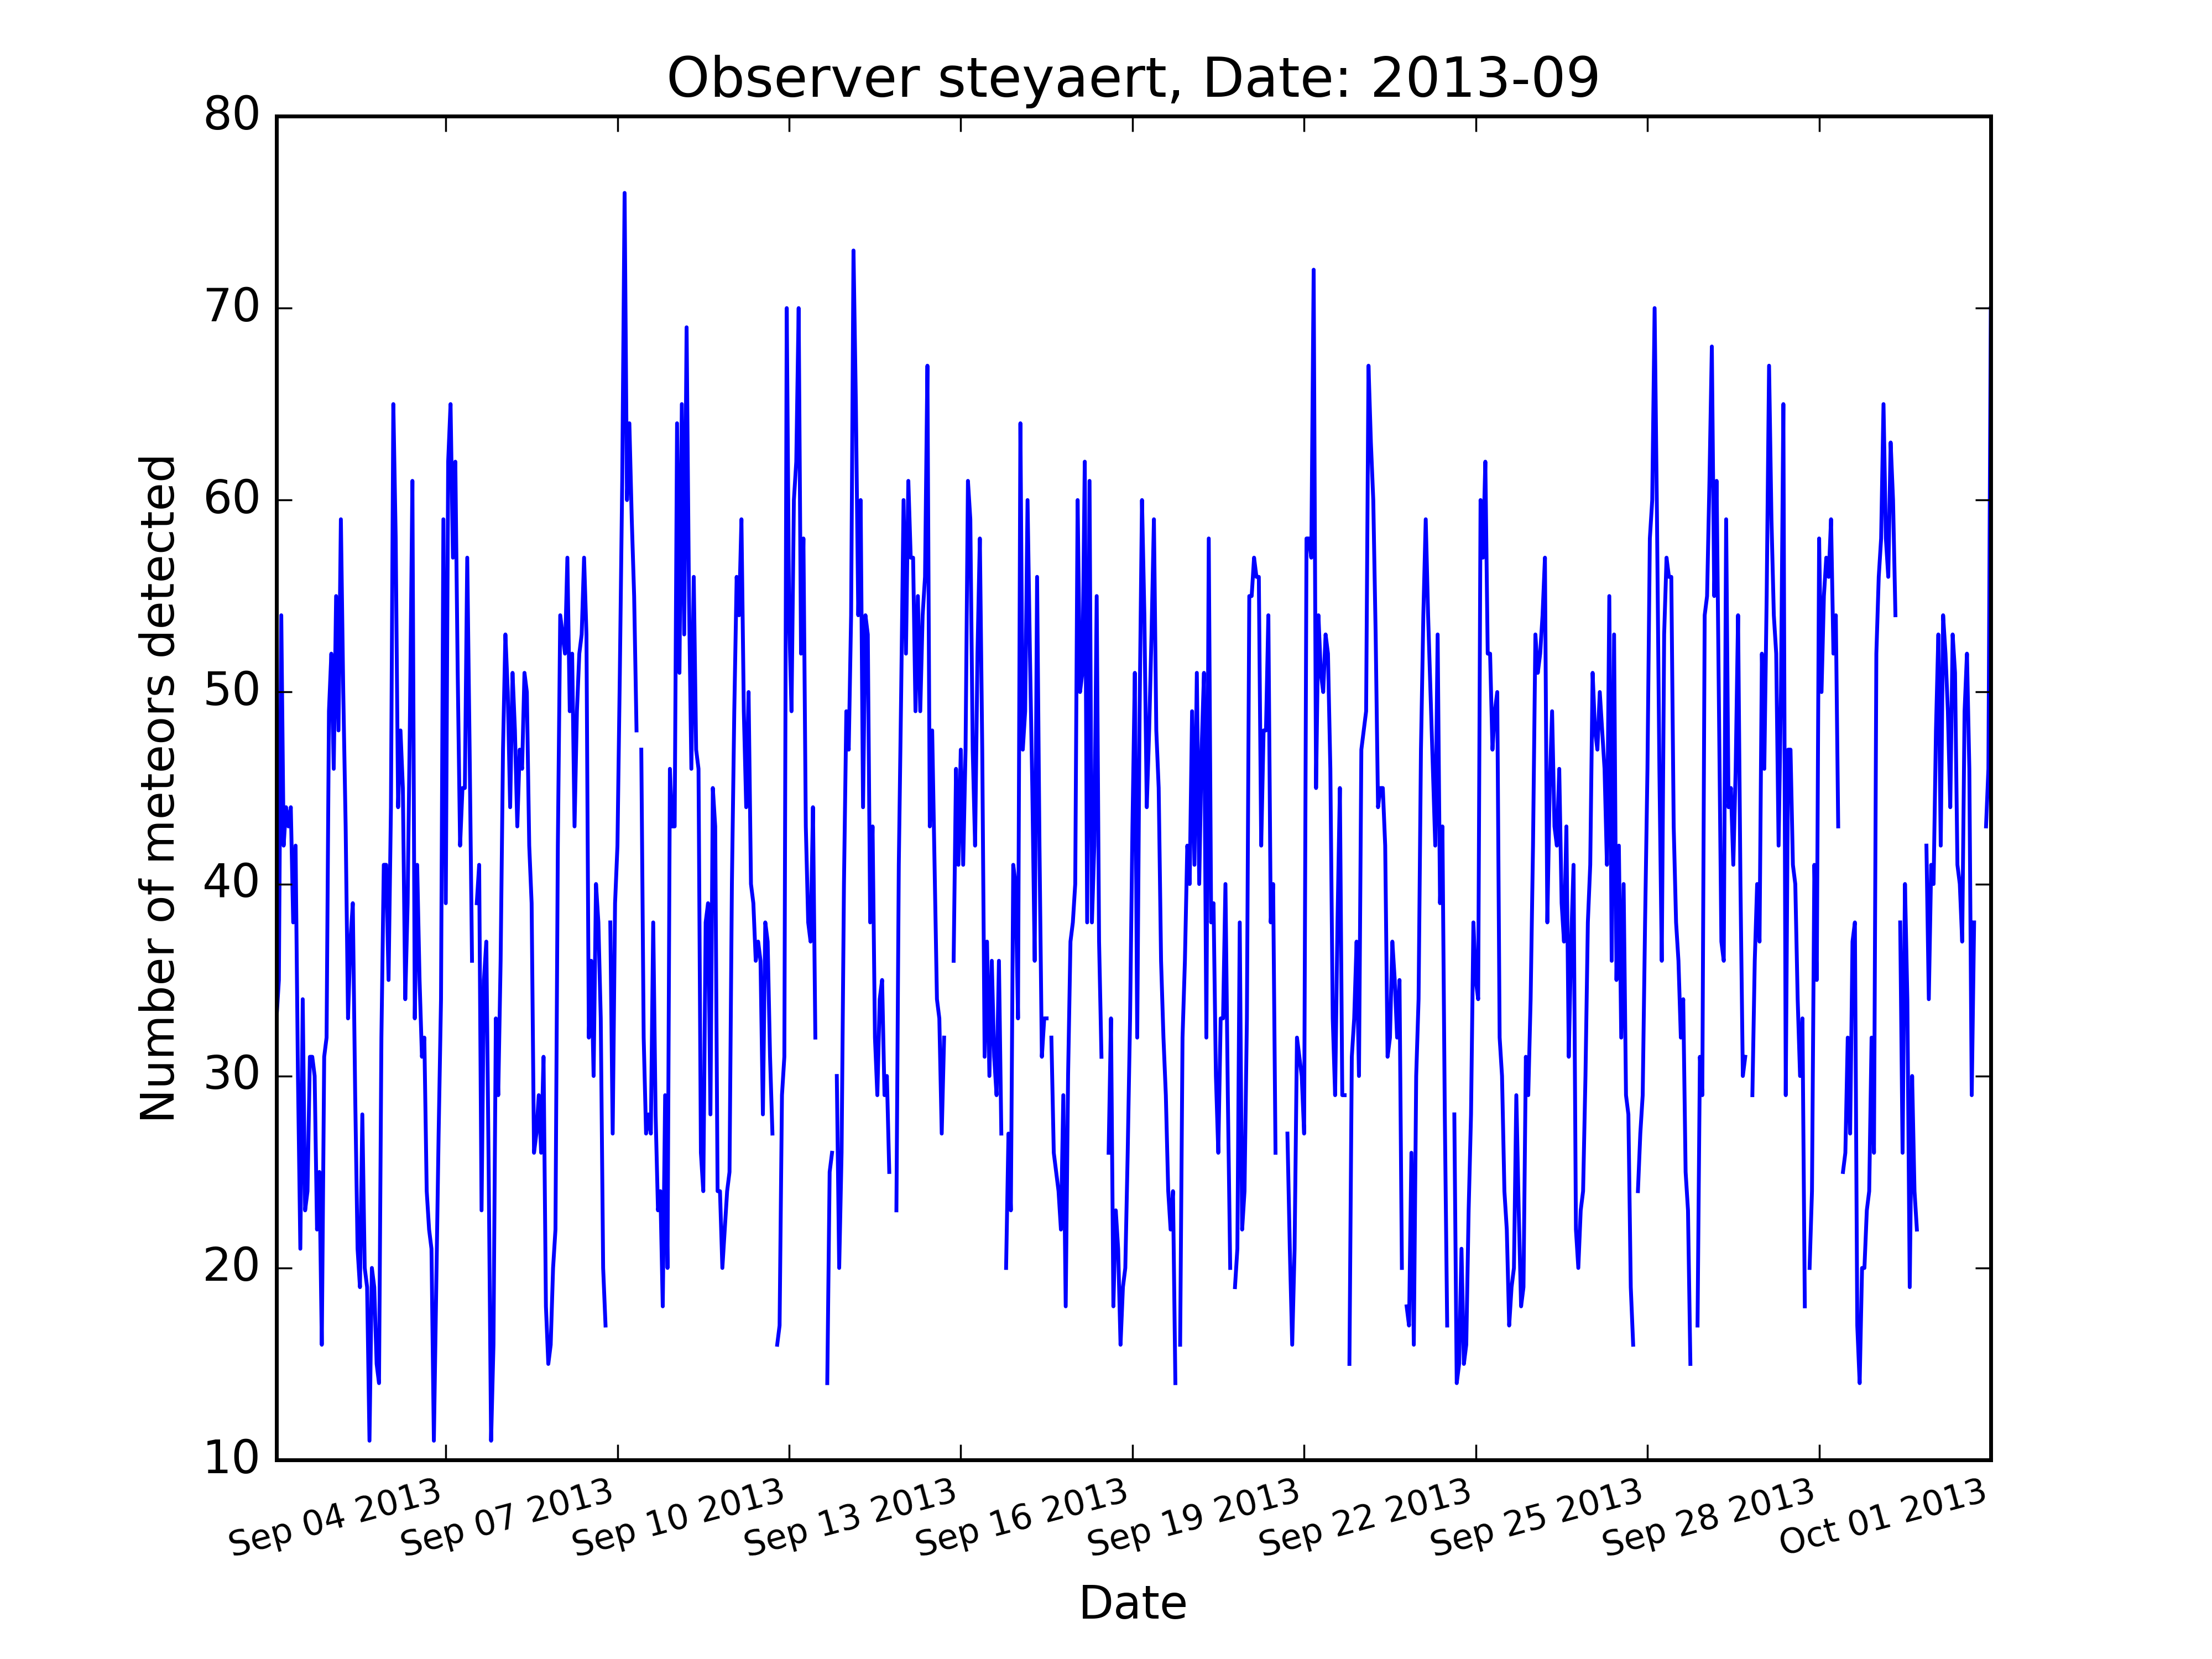 Observer steyaert, Date: 2013-09
Number of meteors detected
80
70
60
50
40
30
20
10
Sep 04 2013
Sep 07 2013
Sep 10 2013
Sep 13 2013
Sep 16 2013
Sep 19 2013
Sep 22 2013
Sep 25 2013
Sep 28 2013
Oct 01 2013
Date